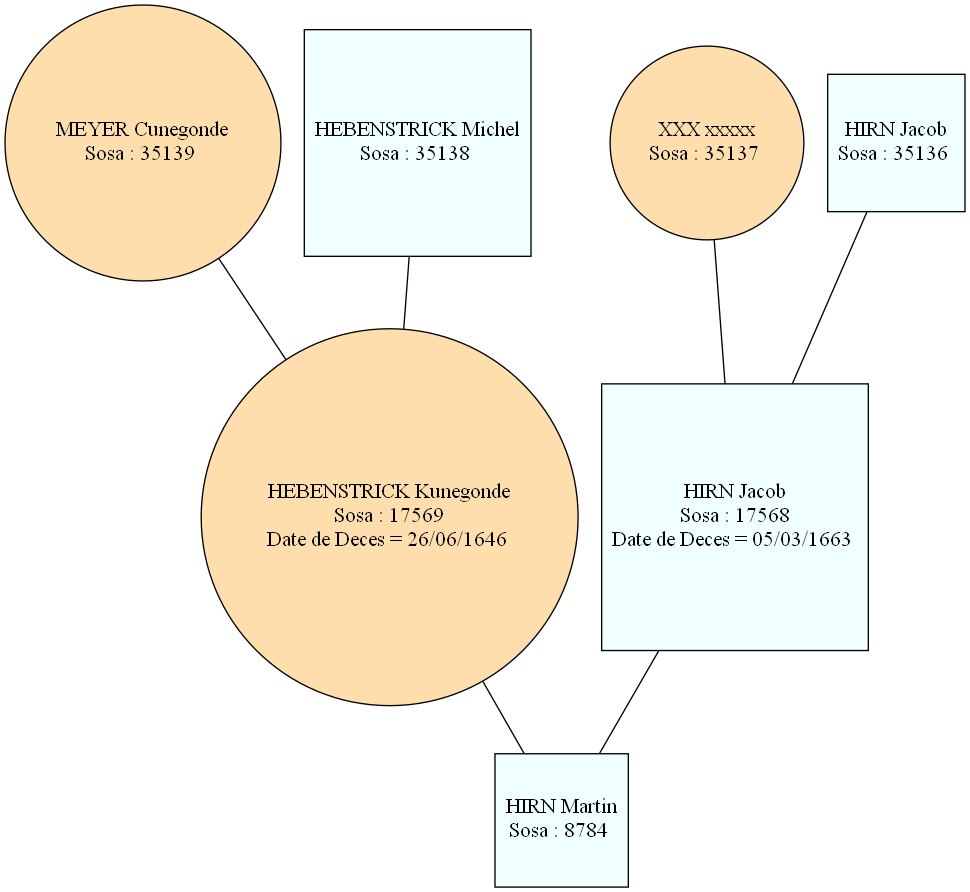 MEYER Cunegonde
Sosa : 35139
HEBENSTRICK Michel
Sosa : 35138
XXX xxxxx
Sosa : 35137
HIRN Jacob
Sosa : 35136
HEBENSTRICK Kunegonde
Sosa : 17569
Date de Deces = 26/06/1646
HIRN Jacob
Sosa : 17568
Date de Deces = 05/03/1663
HIRN Martin
Sosa : 8784